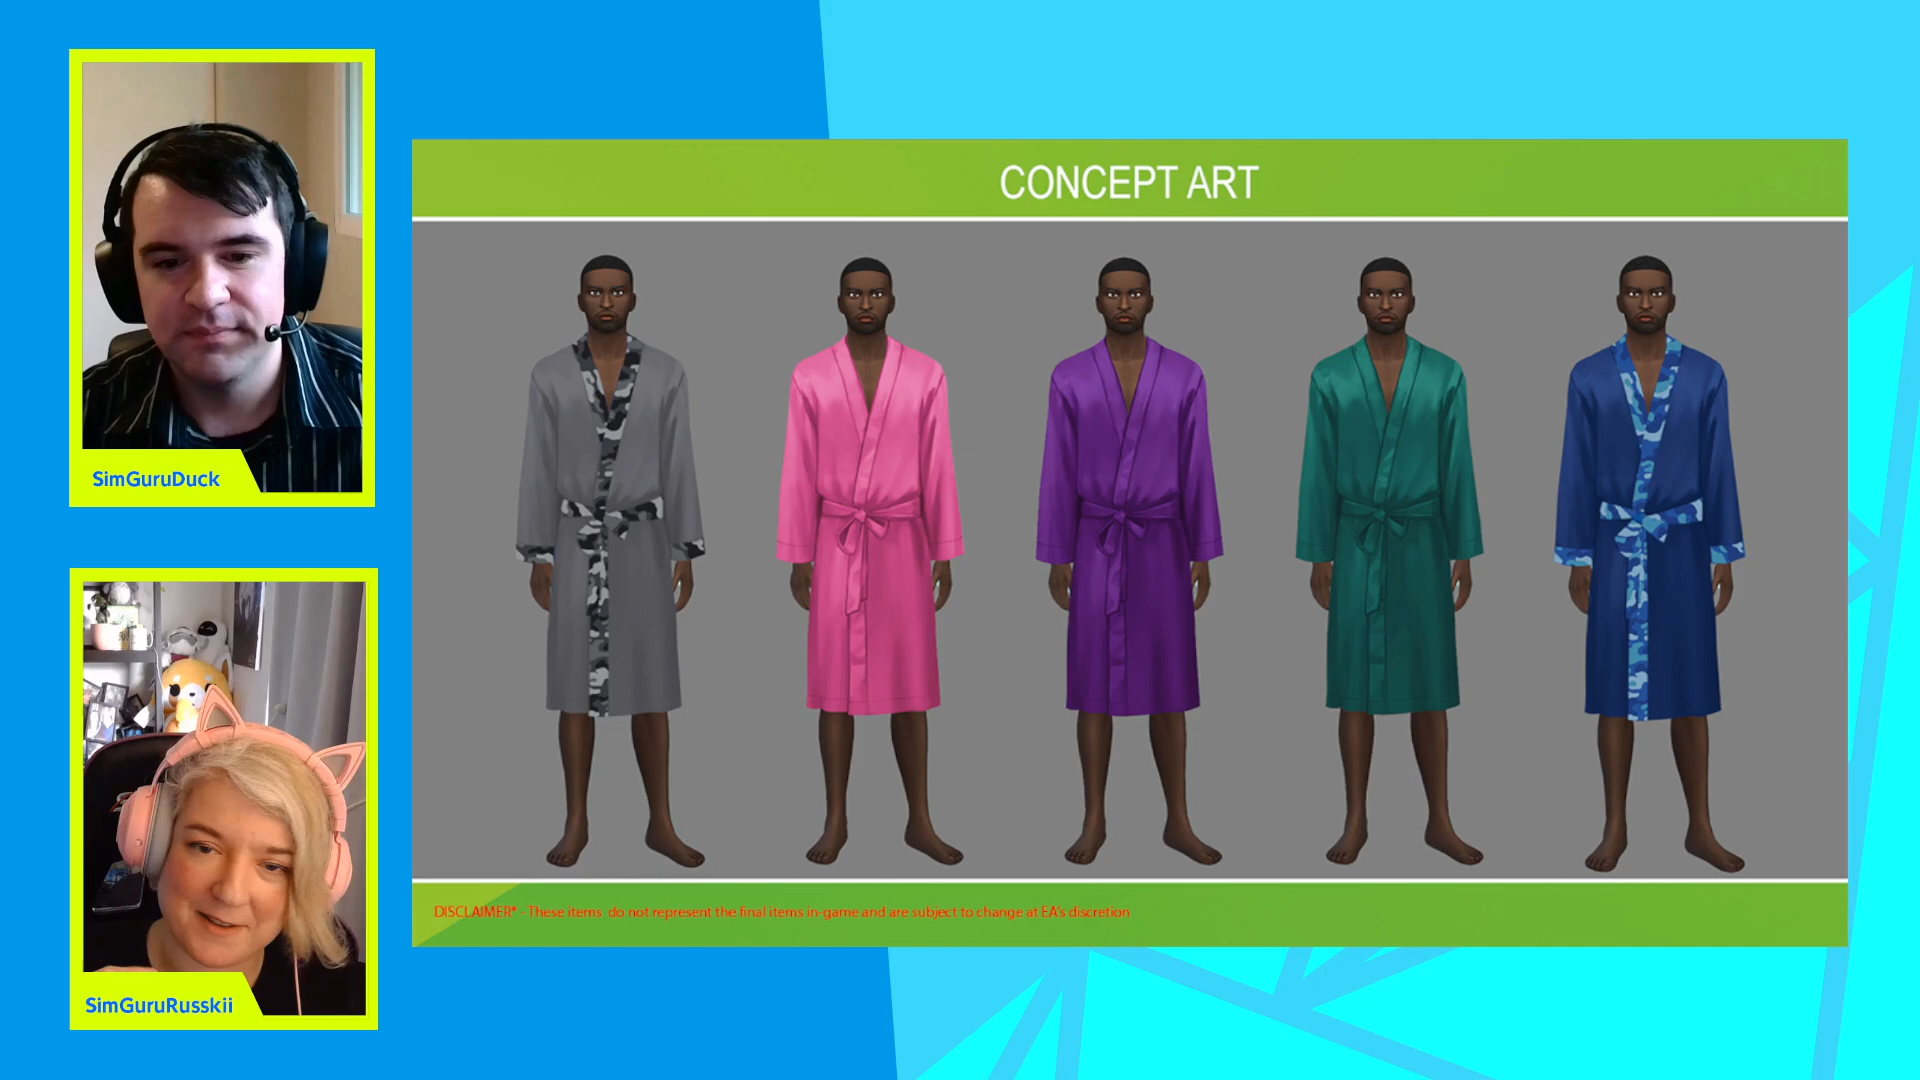 SimGuruDuck
SimGuruRusskii
CONCEPT ART
DISCLAIMER* - These items do not represent the final items in-game and are subject to change at EA's discretion